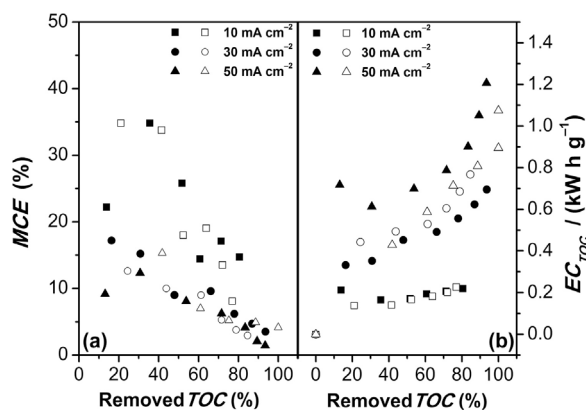 50
40
30
20
10
0
MCE (%)
10 mA cm⁻²
30 mA cm⁻²
50 mA cm⁻²
(a)
0 20 40 60 80 100
Removed TOC (%)
10 mA cm⁻²
30 mA cm⁻²
50 mA cm⁻²
(b)
0 20 40 60 80 100
Removed TOC (%)
1.4
1.2
1.0
0.8
0.6
0.4
0.2
0.0
EC_TOC / (kW h g⁻¹)